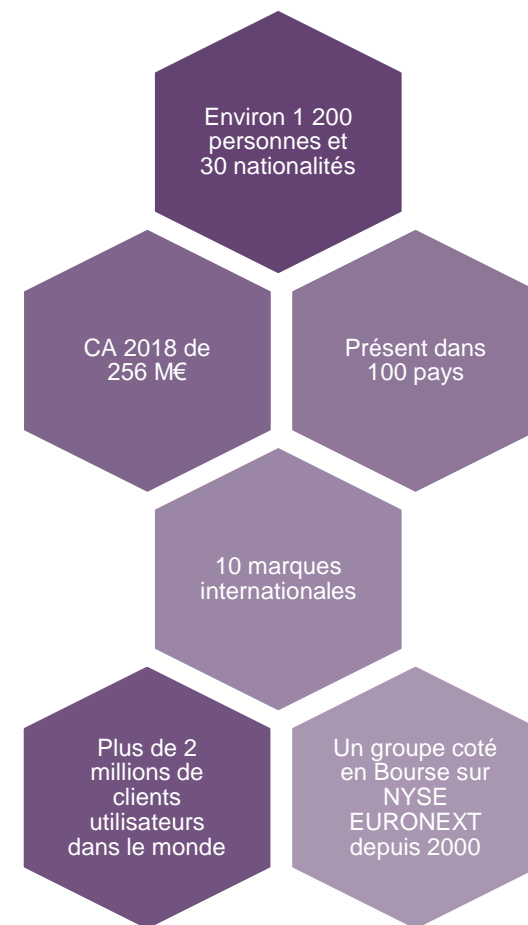 Environ 1 200
personnes et
30 nationalités
CA 2018 de
256 M€
Présent dans
100 pays
10 marques
internationales
Plus de 2
millions de
clients
utilisateurs
dans le monde
Un groupe coté
en Bourse sur
NYSE
EURONEXT
depuis 2000